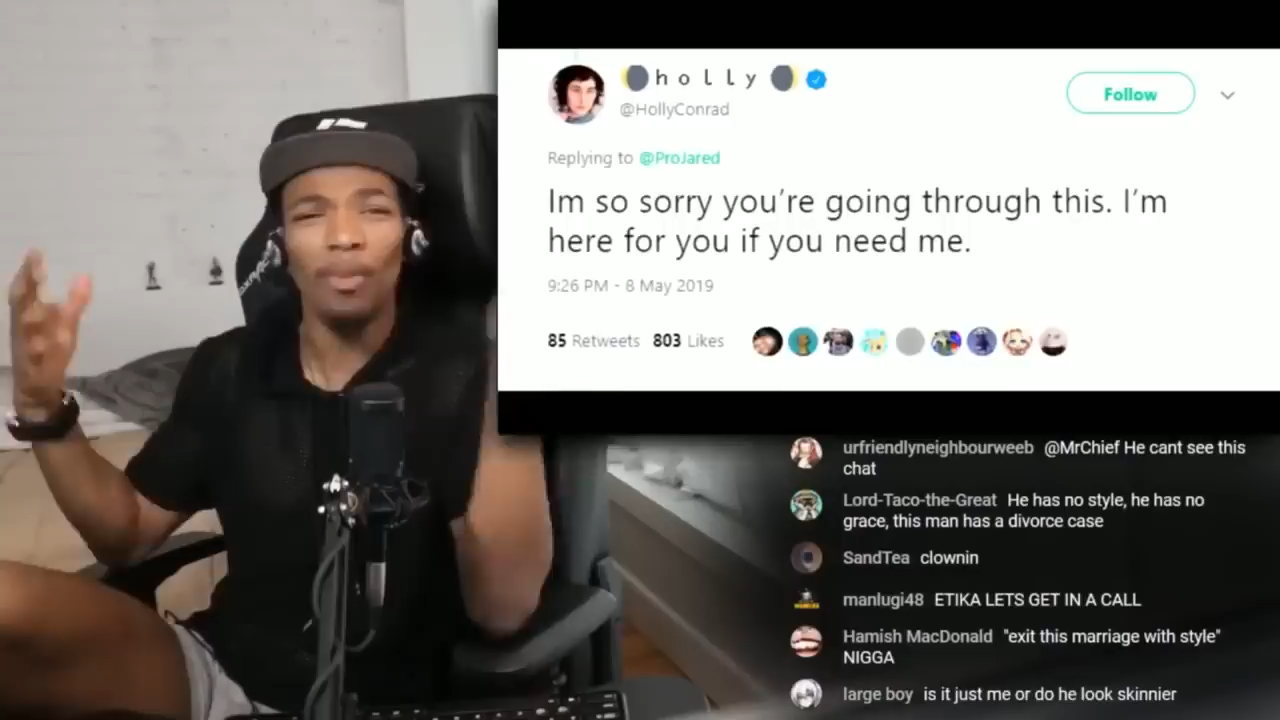 h o l l y
@HollyConrad
Follow
Replying to @ProJared
Im so sorry you’re going through this. I’m
here for you if you need me.
9:26 PM - 8 May 2019
85 Retweets 803 Likes
urfriendlyneighbourweeb @MrChief He cant see this
chat
Lord-Taco-the-Great He has no style, he has no
grace, this man has a divorce case
SandTea clownin
manlugi48 ETIKA LETS GET IN A CALL
Hamish MacDonald "exit this marriage with style"
NIGGA
large boy is it just me or do he look skinnier